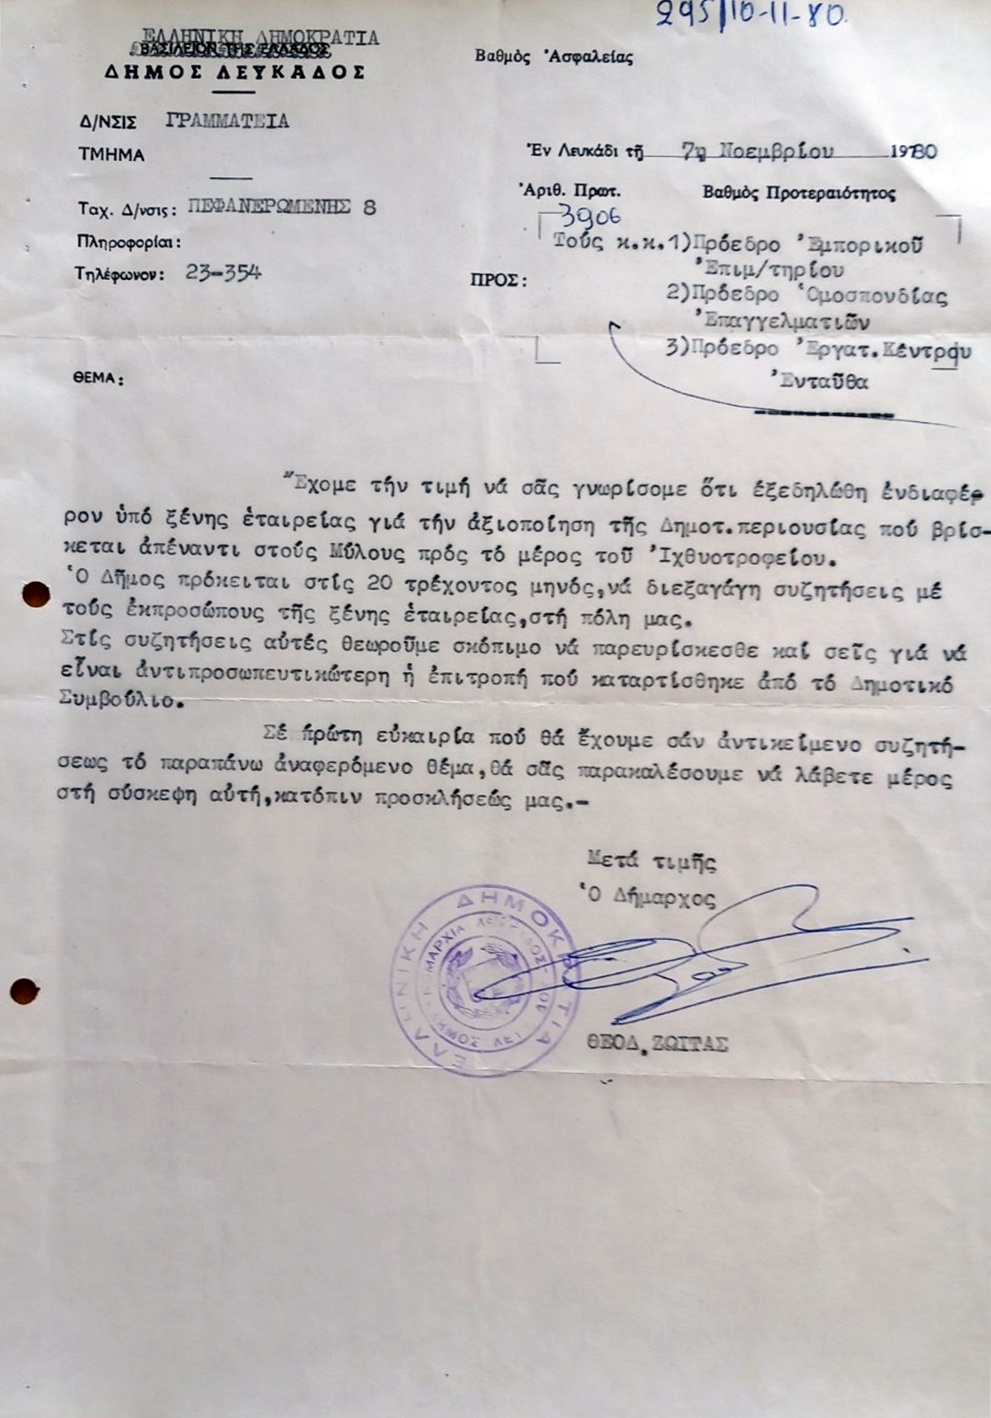 295/10-11-80.
ΕΛΛΗΝΙΚΗ ΔΗΜΟΚΡΑΤΙΑ
ΒΑΣΙΛΕΙΟΝ ΤΗΣ ΕΛΛΑΔΟΣ
ΔΗΜΟΣ ΛΕΥΚΑΔΟΣ
Βαθμὸς Ἀσφαλείας
Δ/ΝΣΙΣ ΓΡΑΜΜΑΤΕΙΑ
ΤΜΗΜΑ
Ἐν Λευκάδι τῇ 7η Νοεμβρίου 1980
Ταχ. Δ/νσις: ΠΕΦΑΝΕΡΩΜΕΝΗΣ 8
Πληροφορίαι:
Τηλέφωνον: 23-354
Ἀριθ. Πρωτ. Βαθμὸς Προτεραιότητος
3906
ΠΡΟΣ:
Τούς κ.κ.1)Πρόεδρο Ἐμπορικοῦ
Ἐπιμ/τηρίου
2)Πρόεδρο Ὁμοσπονδίας
Ἐπαγγελματιῶν
3)Πρόεδρο Ἐργατ.Κέντρου
Ἐνταῦθα
ΘΕΜΑ:
Ἔχομε τήν τιμή νά σᾶς γνωρίσομε ὅτι ἐξεδηλώθη ἐνδιαφέρ
ρον ὑπό ξένης ἑταιρείας γιά τήν ἀξιοποίηση τῆς Δημοτ.περιουσίας πού βρίσ-
κεται ἀπέναντι στούς Μύλους πρός τό μέρος τοῦ Ἰχθυοτροφείου.
Ὁ Δῆμος πρόκειται στίς 20 τρέχοντος μηνός,νά διεξαγάγη συζητήσεις μέ
τούς ἐκπροσώπους τῆς ξένης ἑταιρείας,στή πόλη μας.
Στίς συζητήσεις αὐτές θεωροῦμε σκόπιμο νά παρευρίσκεσθε καί σεῖς γιά νά
εἶναι ἀντιπροσωπευτικώτερη ἡ ἐπιτροπή πού καταρτίσθηκε ἀπό τό Δημοτικό
Συμβούλιο.
Σέ πρώτη εὐκαιρία πού θά ἔχουμε σάν ἀντικείμενο συζητή-
σεως τό παραπάνω ἀναφερόμενο θέμα,θά σᾶς παρακαλέσουμε νά λάβετε μέρος
στή σύσκεψη αὐτή,κατόπιν προσκλήσεώς μας.-
Μετά τιμῆς
Ὁ Δήμαρχος
ΕΛΛΗΝΙΚΗ ΔΗΜΟΚΡΑΤΙΑ
ΘΕΟΔ.ΖΩΙΤΑΣ